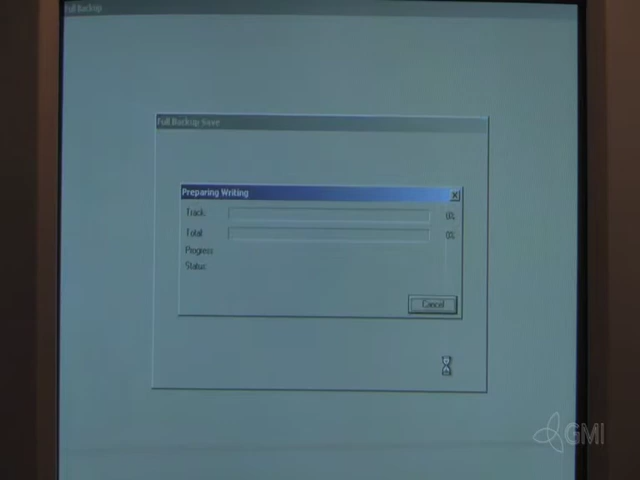 Full Backup
Full Backup Save
Preparing Writing
Track: 0%
Total: 0%
Progress
Status:
Cancel
GMI